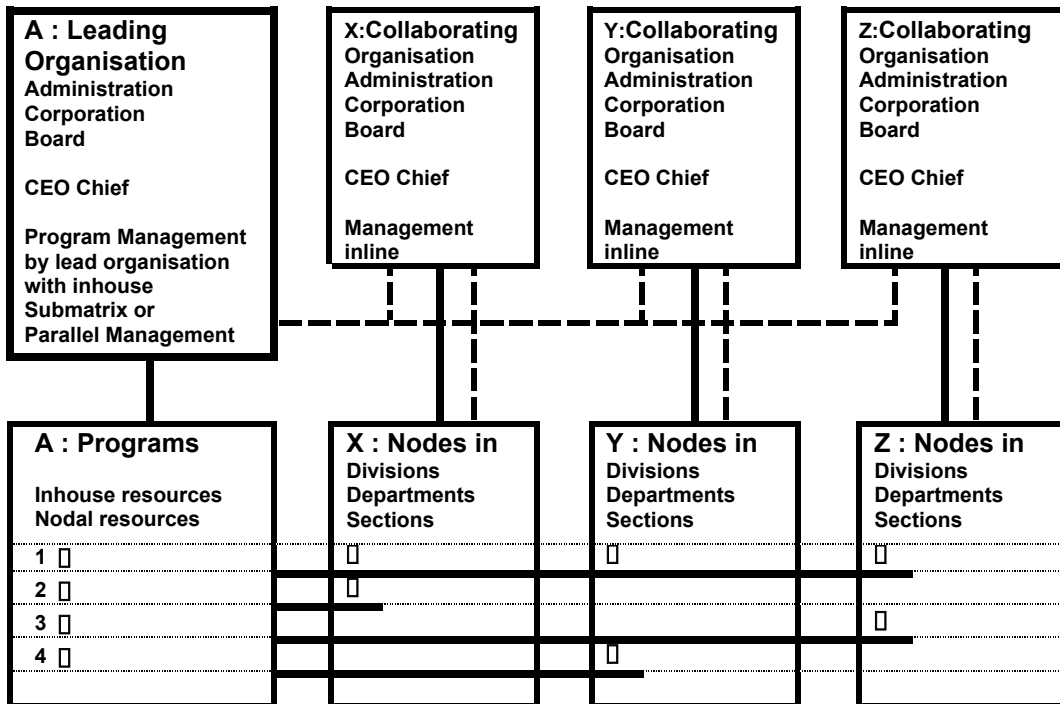 A : Leading
Organisation
Administration
Corporation
Board
CEO Chief
Program Management
by lead organisation
with inhouse
Submatrix or
Parallel Management
X:Collaborating
Organisation
Administration
Corporation
Board
CEO Chief
Management
inline
Y:Collaborating
Organisation
Administration
Corporation
Board
CEO Chief
Management
inline
Z:Collaborating
Organisation
Administration
Corporation
Board
CEO Chief
Management
inline
A : Programs
Inhouse resources
Nodal resources
1
2
3
4
X : Nodes in
Divisions
Departments
Sections
Y : Nodes in
Divisions
Departments
Sections
Z : Nodes in
Divisions
Departments
Sections